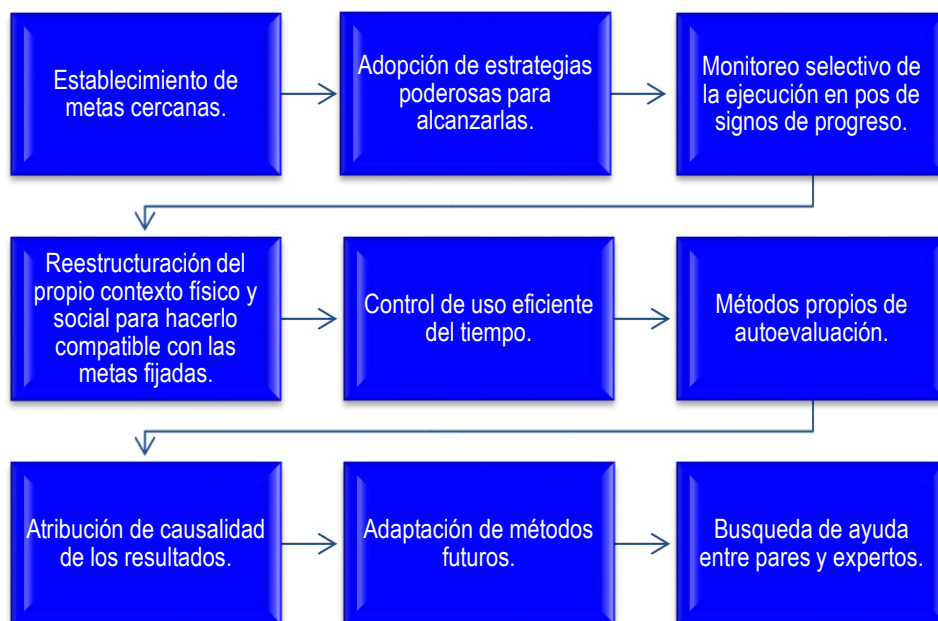 Establecimiento de
metas cercanas.
Adopción de estrategias
poderosas para
alcanzarlas.
Monitoreo selectivo de
la ejecución en pos de
signos de progreso.
Reestructuración del
propio contexto físico y
social para hacerlo
compatible con las
metas fijadas.
Control de uso eficiente
del tiempo.
Métodos propios de
autoevaluación.
Atribución de causalidad
de los resultados.
Adaptación de métodos
futuros.
Busqueda de ayuda
entre pares y expertos.